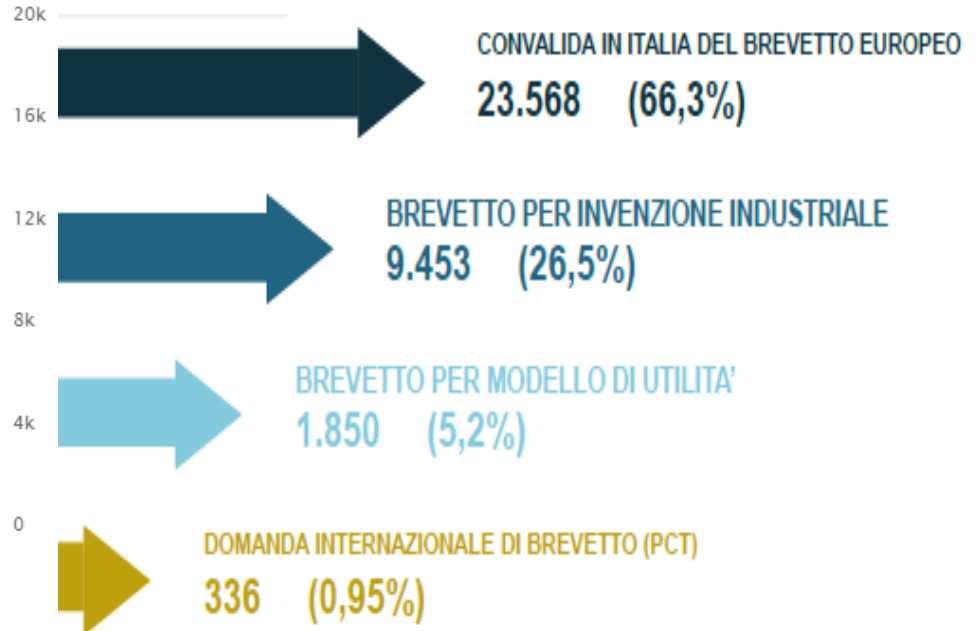 20k
CONVALIDA IN ITALIA DEL BREVETTO EUROPEO
23.568 (66,3%)
16k
12k
BREVETTO PER INVENZIONE INDUSTRIALE
9.453 (26,5%)
8k
BREVETTO PER MODELLO DI UTILITA'
1.850 (5,2%)
4k
0
DOMANDA INTERNAZIONALE DI BREVETTO (PCT)
336 (0,95%)